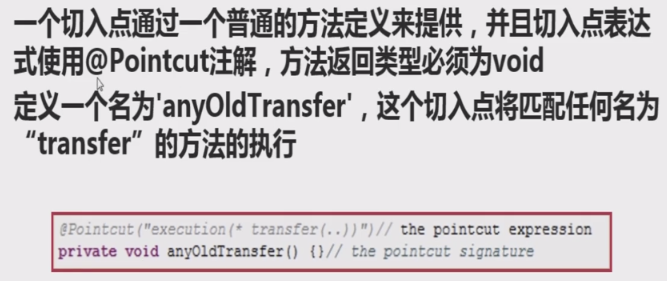 一个切入点通过一个普通的方法定义来提供，并且切入点表达
式使用@Pointcut注解，方法返回类型必须为void
定义一个名为'anyOldTransfer'，这个切入点将匹配任何名为
“transfer”的方法的执行
@Pointcut("execution(* transfer(..))")// the pointcut expression
private void anyOldTransfer() {}// the pointcut signature